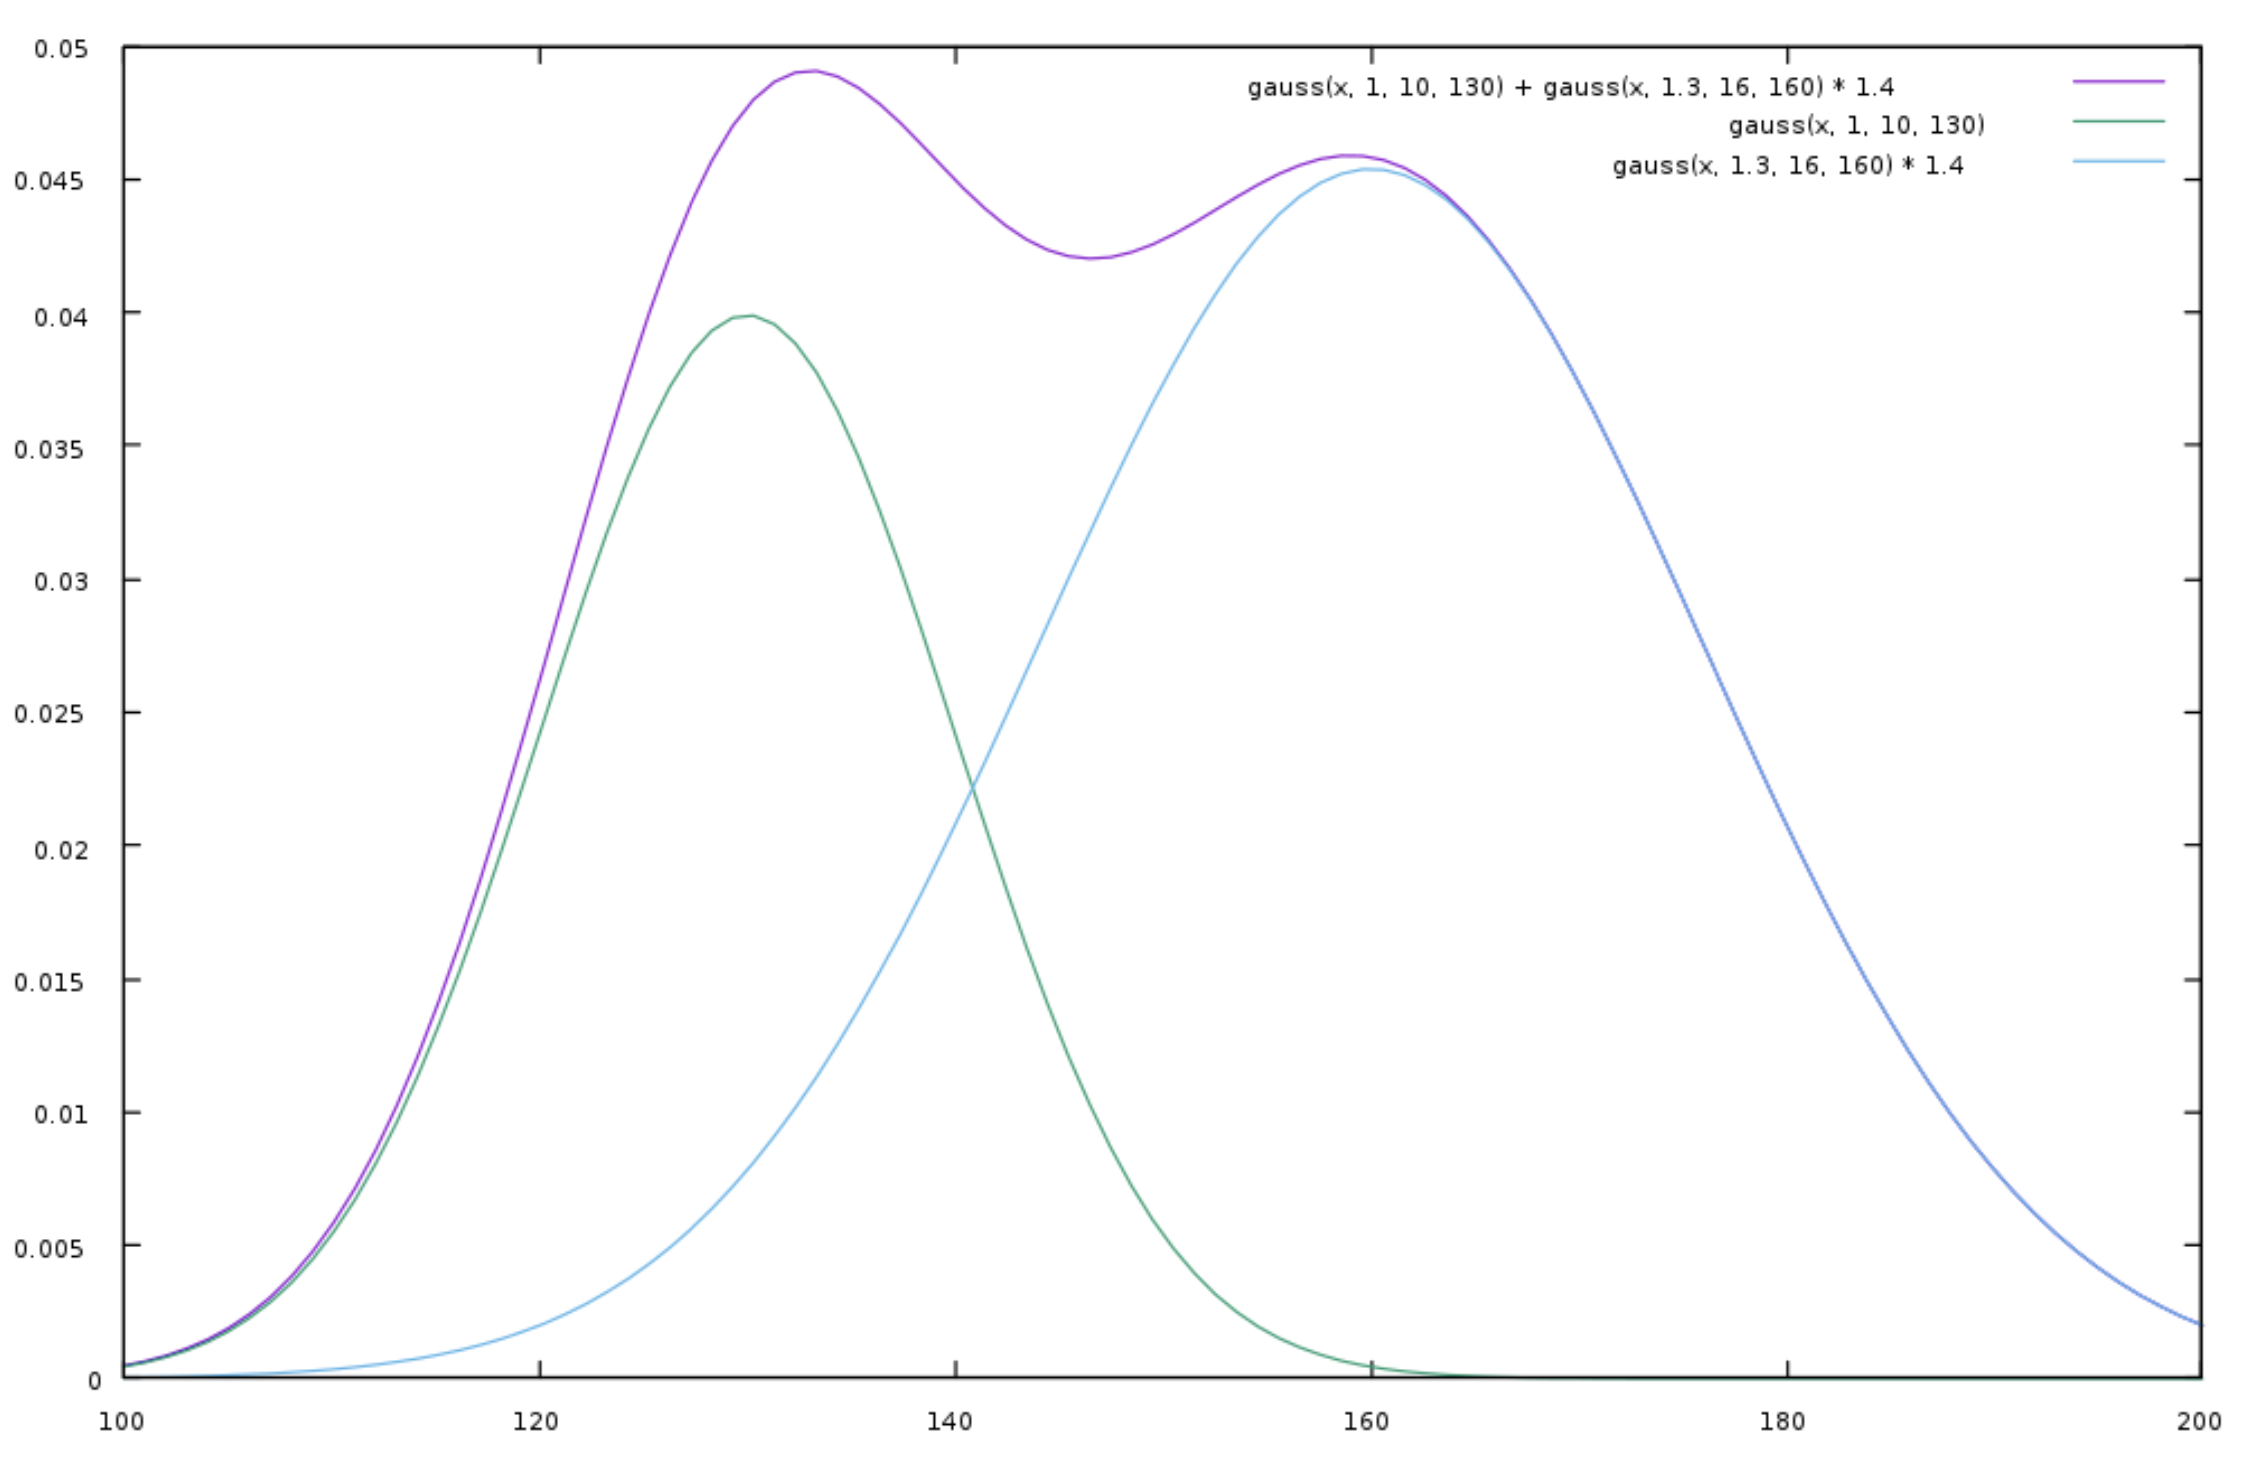 gauss(x, 1, 10, 130) + gauss(x, 1.3, 16, 160) * 1.4
gauss(x, 1, 10, 130)
gauss(x, 1.3, 16, 160) * 1.4
0.05
0.045
0.04
0.035
0.03
0.025
0.02
0.015
0.01
0.005
0
100 120 140 160 180 200